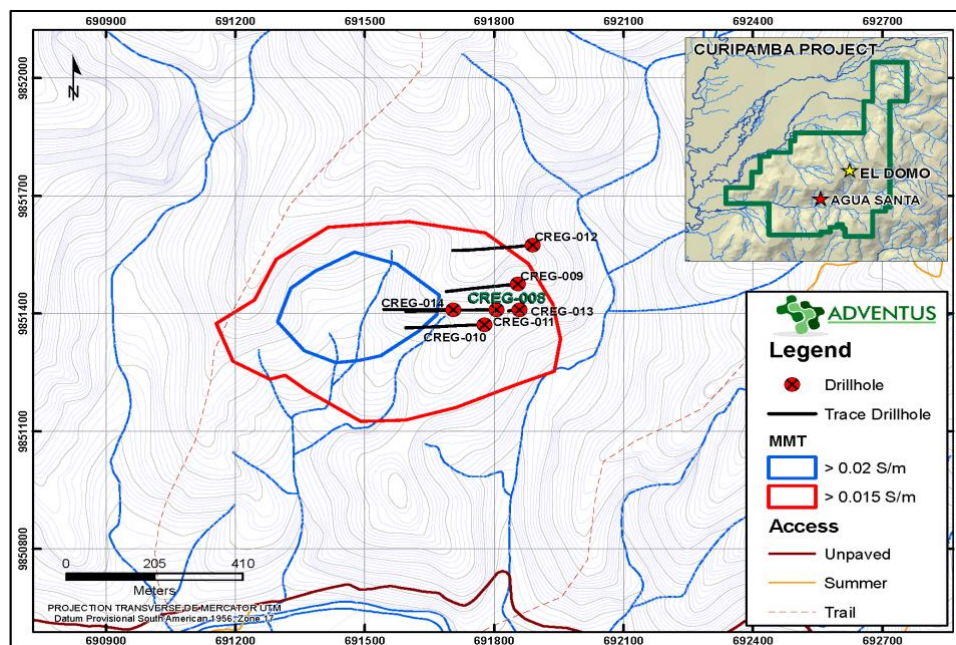 690900 691200 691500 691800 692100 692400 692700
9852000
9851700
9851400
9851100
9850800
N
CREG-012
CREG-009
CREG-014
CREG-008
CREG-013
CREG-011
CREG-010
CURIPAMBA PROJECT
EL DOMO
AGUA SANTA
ADVENTUS
Legend
Drillhole
Trace Drillhole
MMT
> 0.02 S/m
> 0.015 S/m
Access
Unpaved
Summer
Trail
0 205 410
Meters
PROJECTION TRANSVERSE DE MERCATOR UTM
Datum Provisional South American 1956, Zone 17
690900 691200 691500 691800 692100 692400 692700